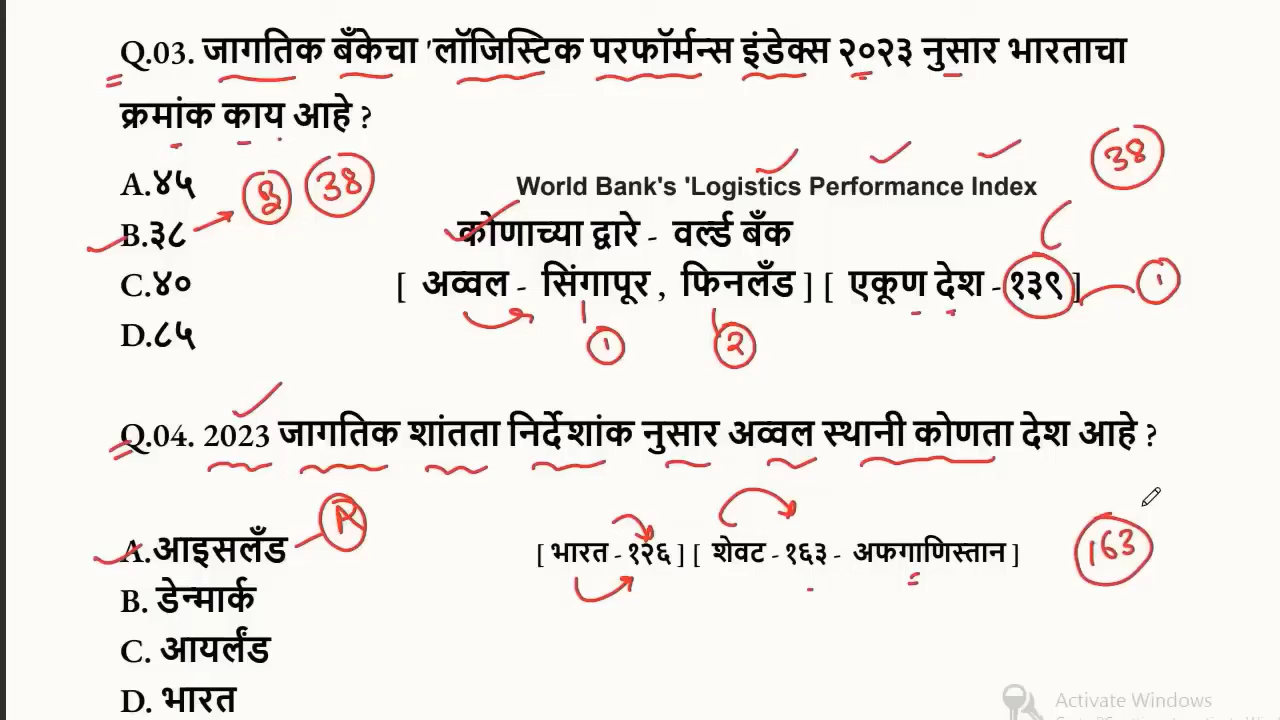 Q.03. जागतिक बँकेचा 'लॉजिस्टिक परफॉर्मन्स इंडेक्स २०२३ नुसार भारताचा
क्रमांक काय आहे ?
38
A.४५
38
World Bank's 'Logistics Performance Index
B.३८
B
कोणाच्या द्वारे - वर्ल्ड बँक
C.४०
[ अव्वल - सिंगापूर , फिनलँड ] [ एकूण देश - १३९ ]
1
D.८५
1
2
Q.04. 2023 जागतिक शांतता निर्देशांक नुसार अव्वल स्थानी कोणता देश आहे ?
A
A.आइसलँड
[ भारत - १२६ ] [ शेवट - १६३ - अफगाणिस्तान ]
163
B. डेन्मार्क
C. आयर्लंड
D. भारत
Activate Windows